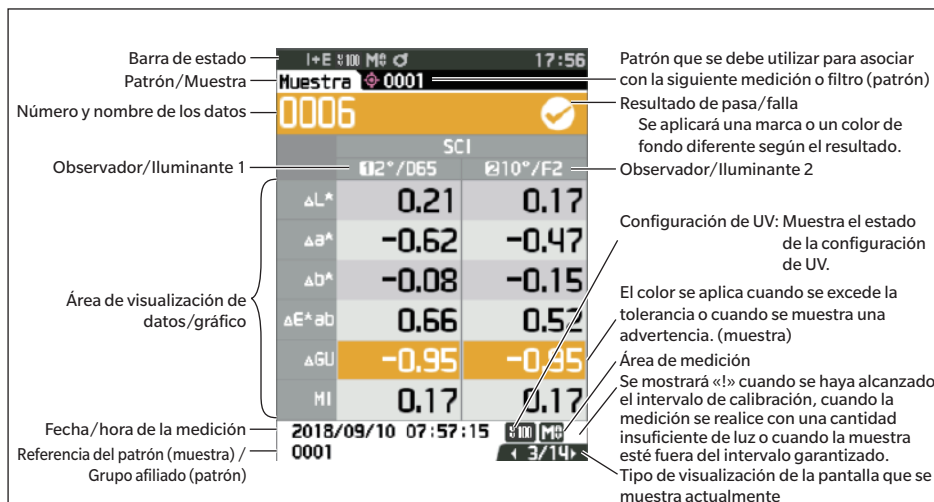 Barra de estado
Patrón/Muestra
Número y nombre de los datos
Observador/Iluminante 1
Área de visualización de
datos/gráfico
Fecha/hora de la medición
Referencia del patrón (muestra) /
Grupo afiliado (patrón)
I+E 100 M 17:56
Muestra 0001
0006
SCI
1 2°/D65 2 10°/F2
ΔL* 0.21 0.17
Δa* -0.62 -0.47
Δb* -0.08 -0.15
ΔE*ab 0.66 0.52
ΔGU -0.95 -0.95
MI 0.17 0.17
2018/09/10 07:57:15 100 M
0001 3/14
Patrón que se debe utilizar para asociar
con la siguiente medición o filtro (patrón)
Resultado de pasa/falla
Se aplicará una marca o un color de
fondo diferente según el resultado.
Observador/Iluminante 2
Configuración de UV: Muestra el estado
de la configuración
de UV.
El color se aplica cuando se excede la
tolerancia o cuando se muestra una
advertencia. (muestra)
Área de medición
Se mostrará «!» cuando se haya alcanzado
el intervalo de calibración, cuando la
medición se realice con una cantidad
insuficiente de luz o cuando la muestra
esté fuera del intervalo garantizado.
Tipo de visualización de la pantalla que se
muestra actualmente